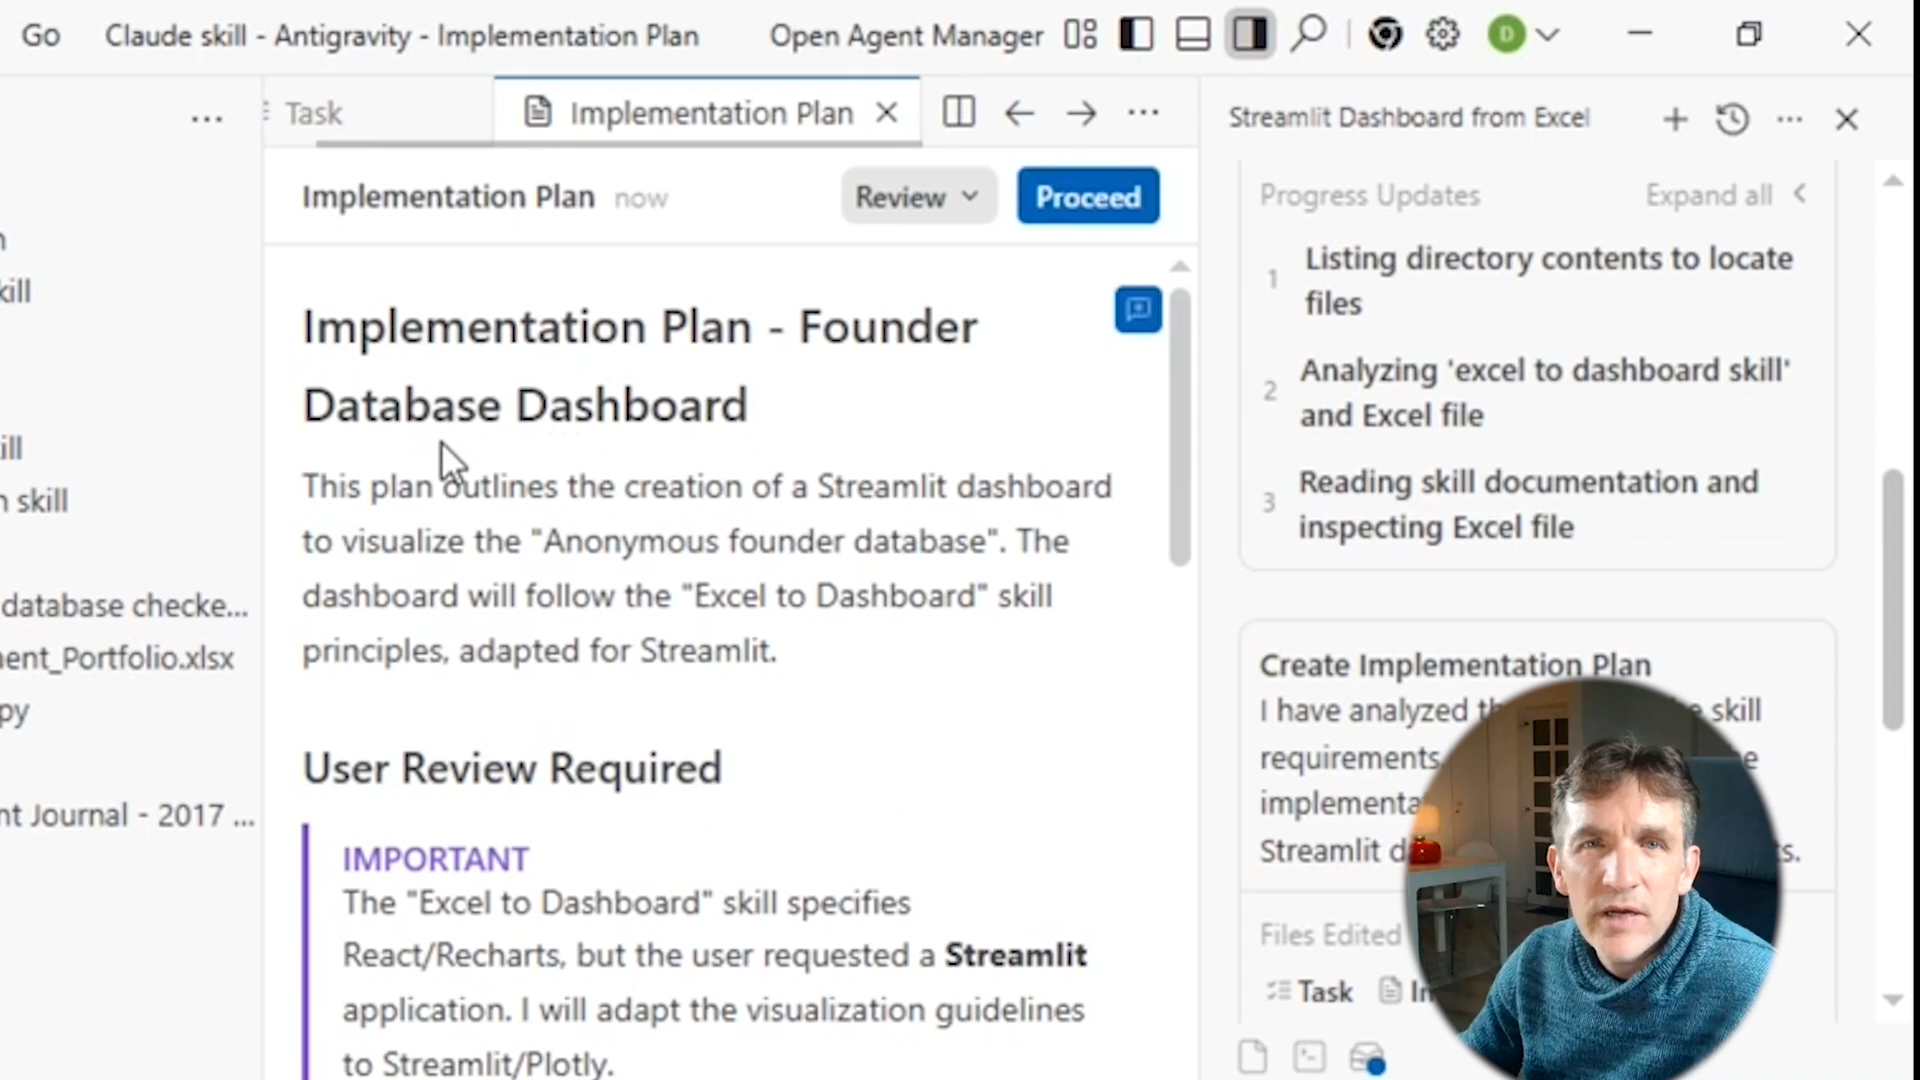 Go
Claude skill - Antigravity - Implementation Plan
Open Agent Manager
D
Task
Implementation Plan
Implementation Plan now
Review
Proceed
Implementation Plan - Founder
Database Dashboard
This plan outlines the creation of a Streamlit dashboard
to visualize the "Anonymous founder database". The
dashboard will follow the "Excel to Dashboard" skill
principles, adapted for Streamlit.
User Review Required
IMPORTANT
The "Excel to Dashboard" skill specifies
React/Recharts, but the user requested a Streamlit
application. I will adapt the visualization guidelines
to Streamlit/Plotly.
skill
database checke...
ent_Portfolio.xlsx
py
nt Journal - 2017 ...
Streamlit Dashboard from Excel
Progress Updates
Expand all
1 Listing directory contents to locate
files
2 Analyzing 'excel to dashboard skill'
and Excel file
3 Reading skill documentation and
inspecting Excel file
Create Implementation Plan
I have analyzed skill
requirements
implementa
Streamlit d
Files Edited
Task